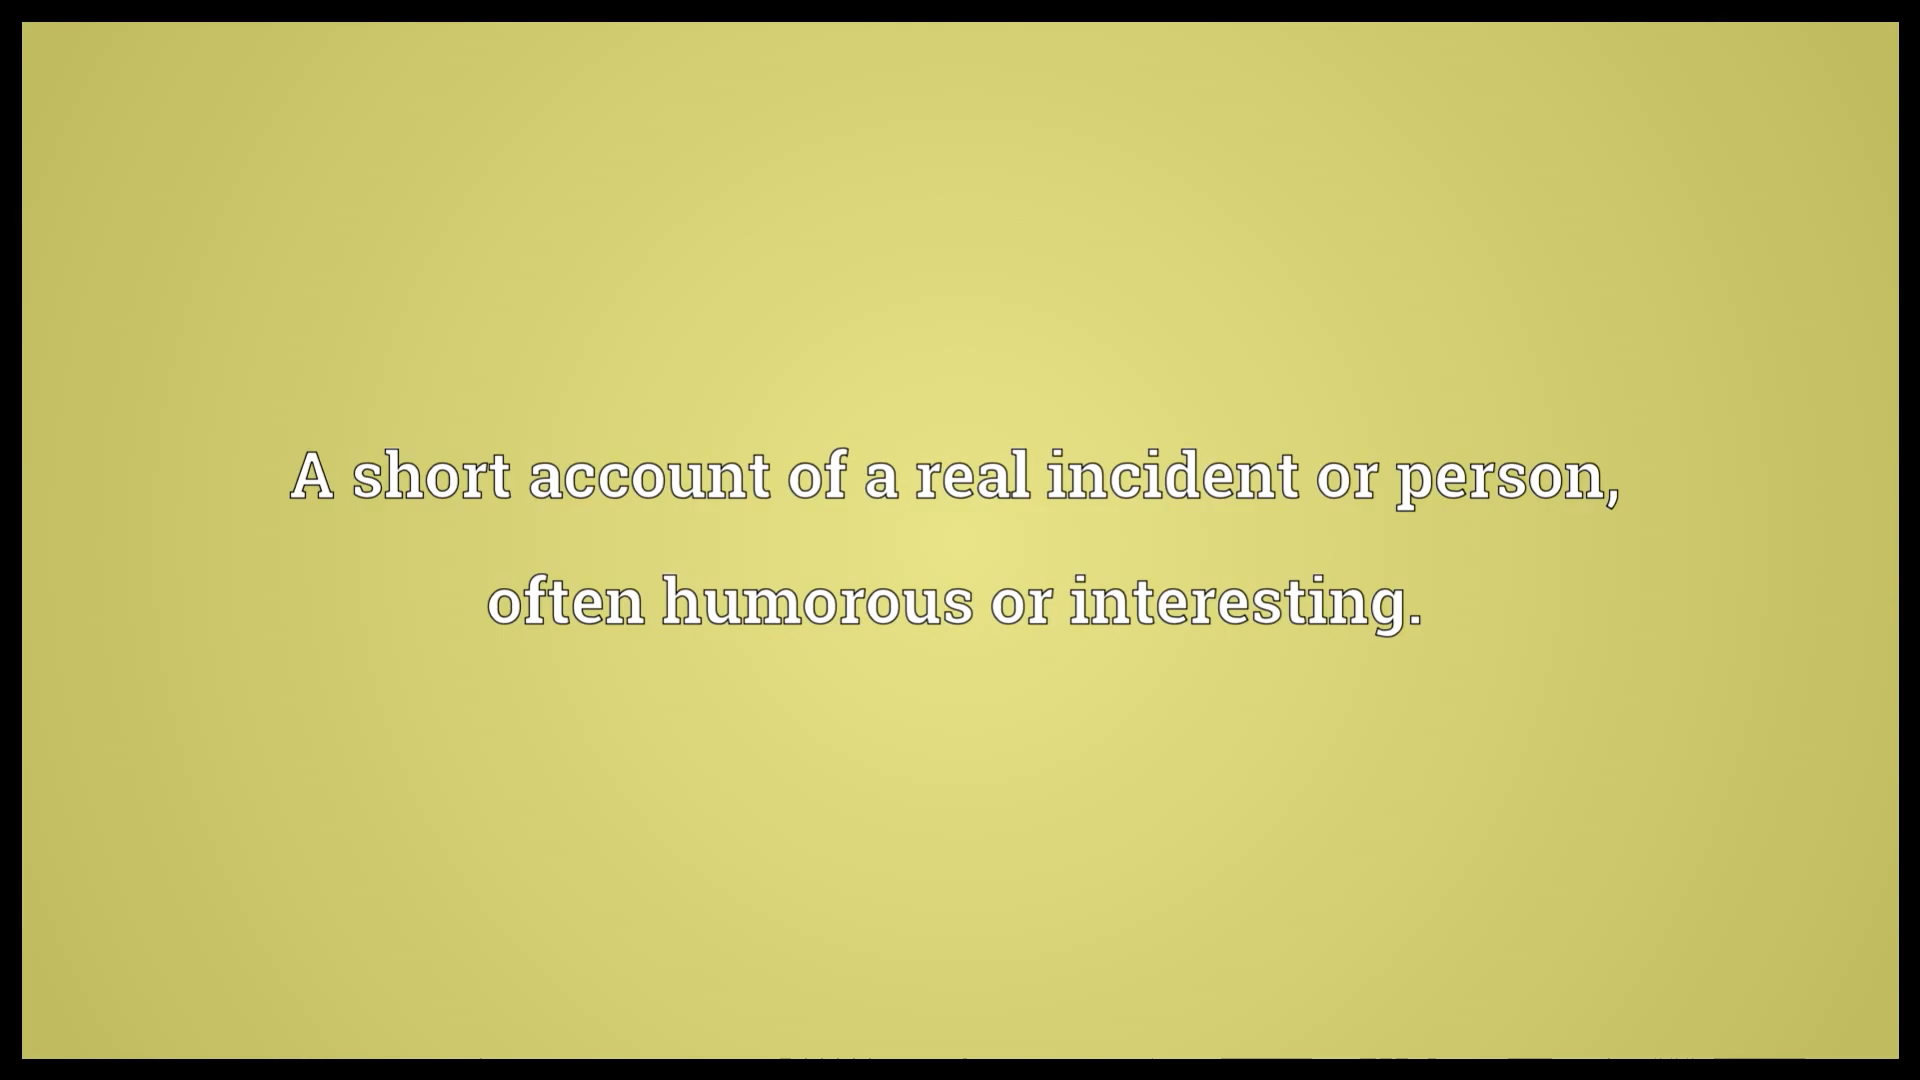 A short account of a real incident or person,
often humorous or interesting.